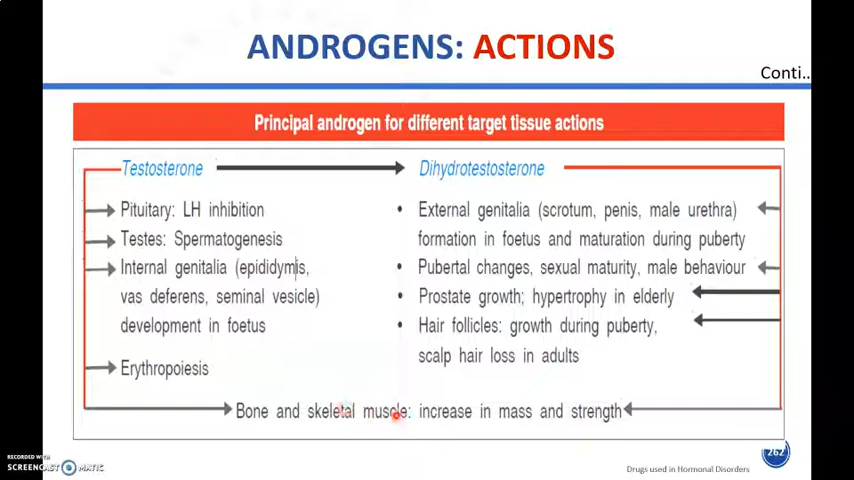 ANDROGENS: ACTIONS
Conti..
Principal androgen for different target tissue actions
Testosterone
Dihydrotestosterone
Pituitary: LH inhibition
Testes: Spermatogenesis
Internal genitalia (epididymis,
vas deferens, seminal vesicle)
development in foetus
Erythropoiesis
• External genitalia (scrotum, penis, male urethra)
formation in foetus and maturation during puberty
• Pubertal changes, sexual maturity, male behaviour
• Prostate growth; hypertrophy in elderly
• Hair follicles: growth during puberty,
scalp hair loss in adults
Bone and skeletal muscle: increase in mass and strength
RECORDED WITH
SCREENCAST MATIC
Drugs used in Hormonal Disorders
262